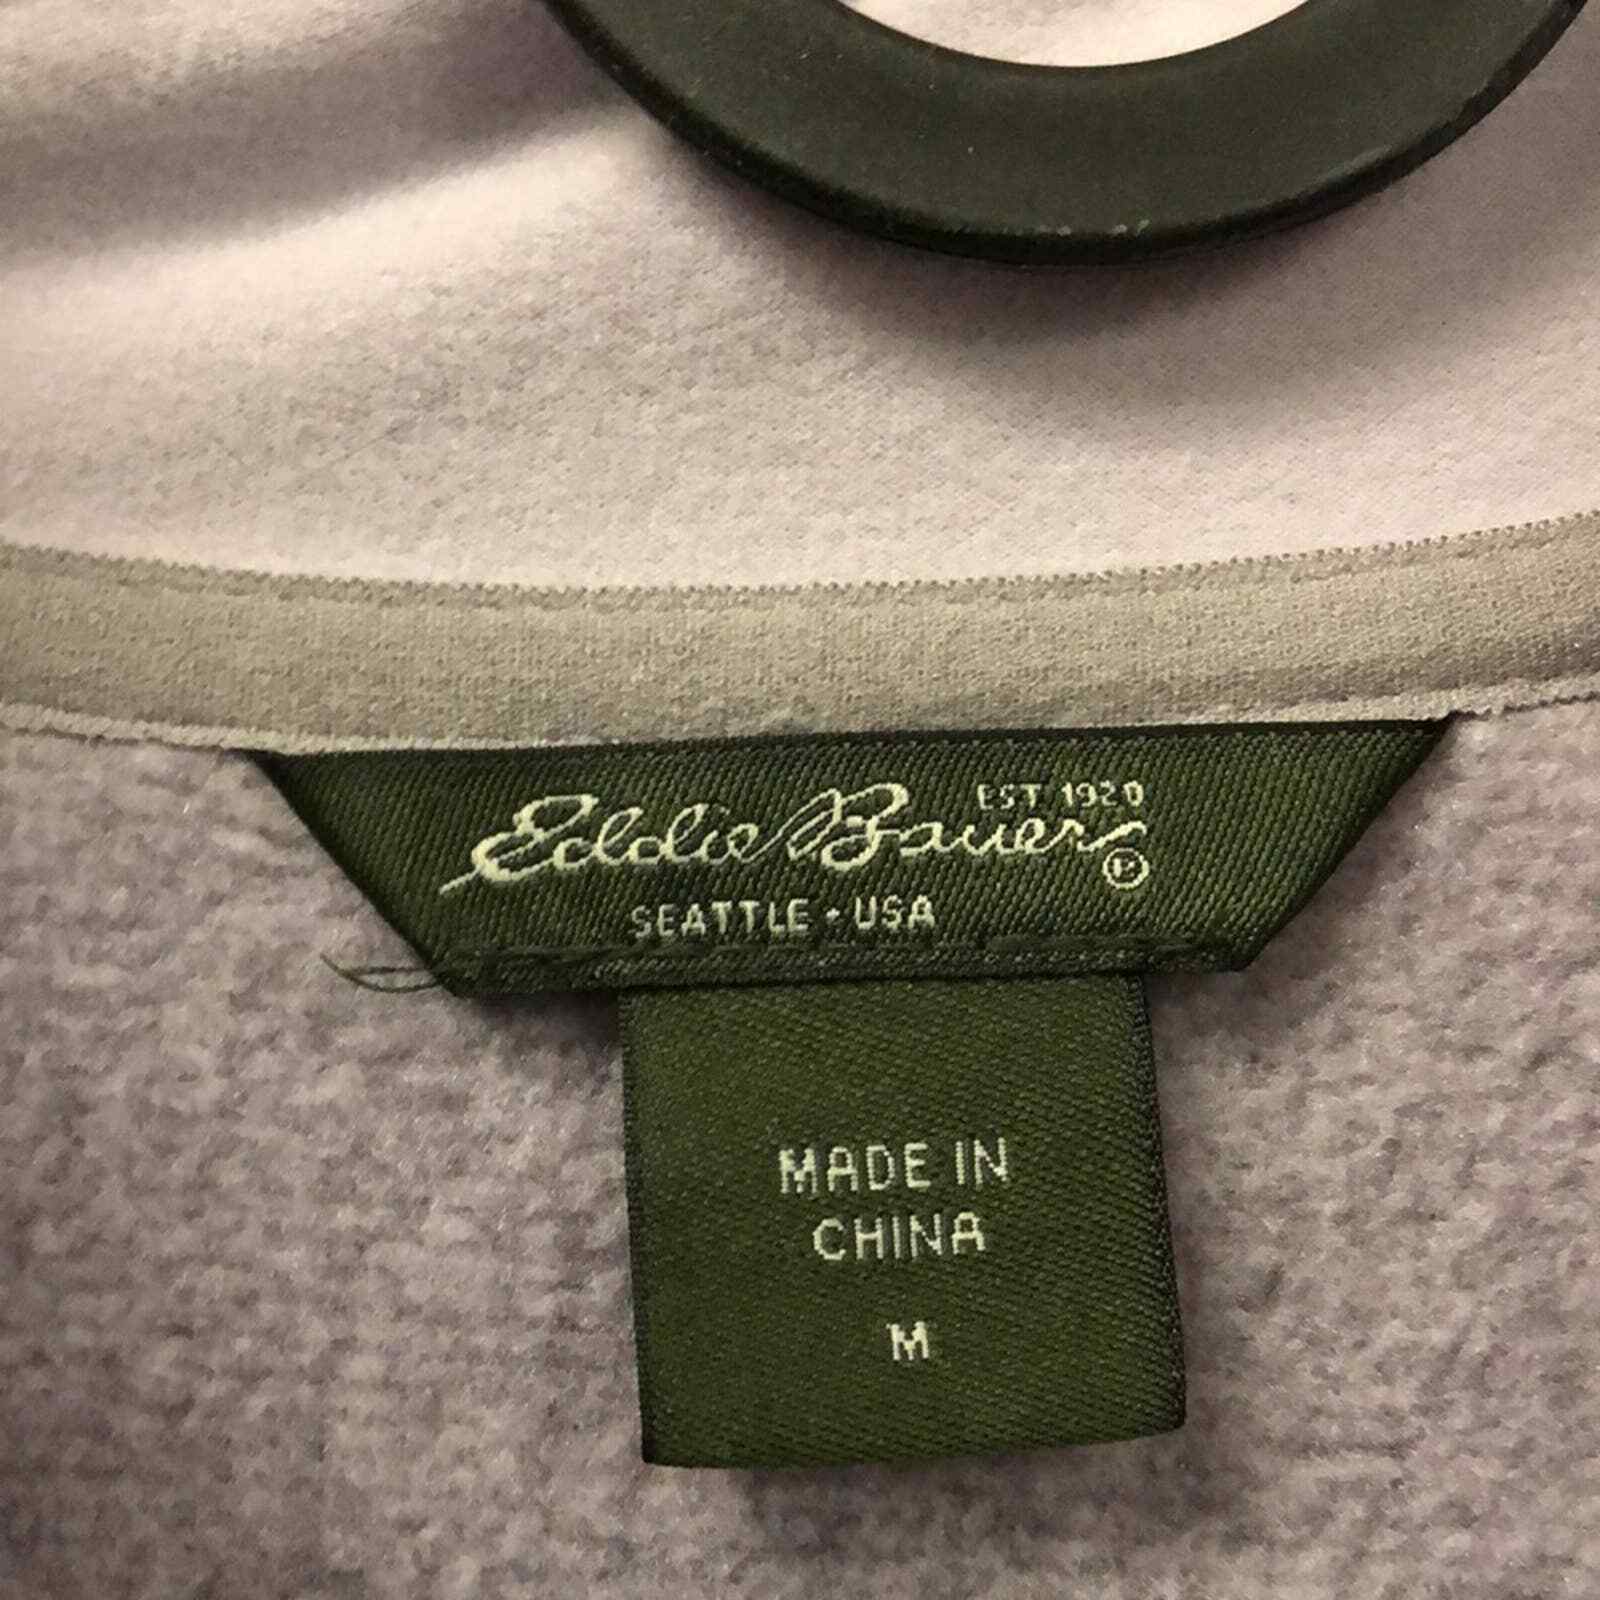 EST 1920
Eddie Bauer ®
SEATTLE • USA
MADE IN
CHINA
M